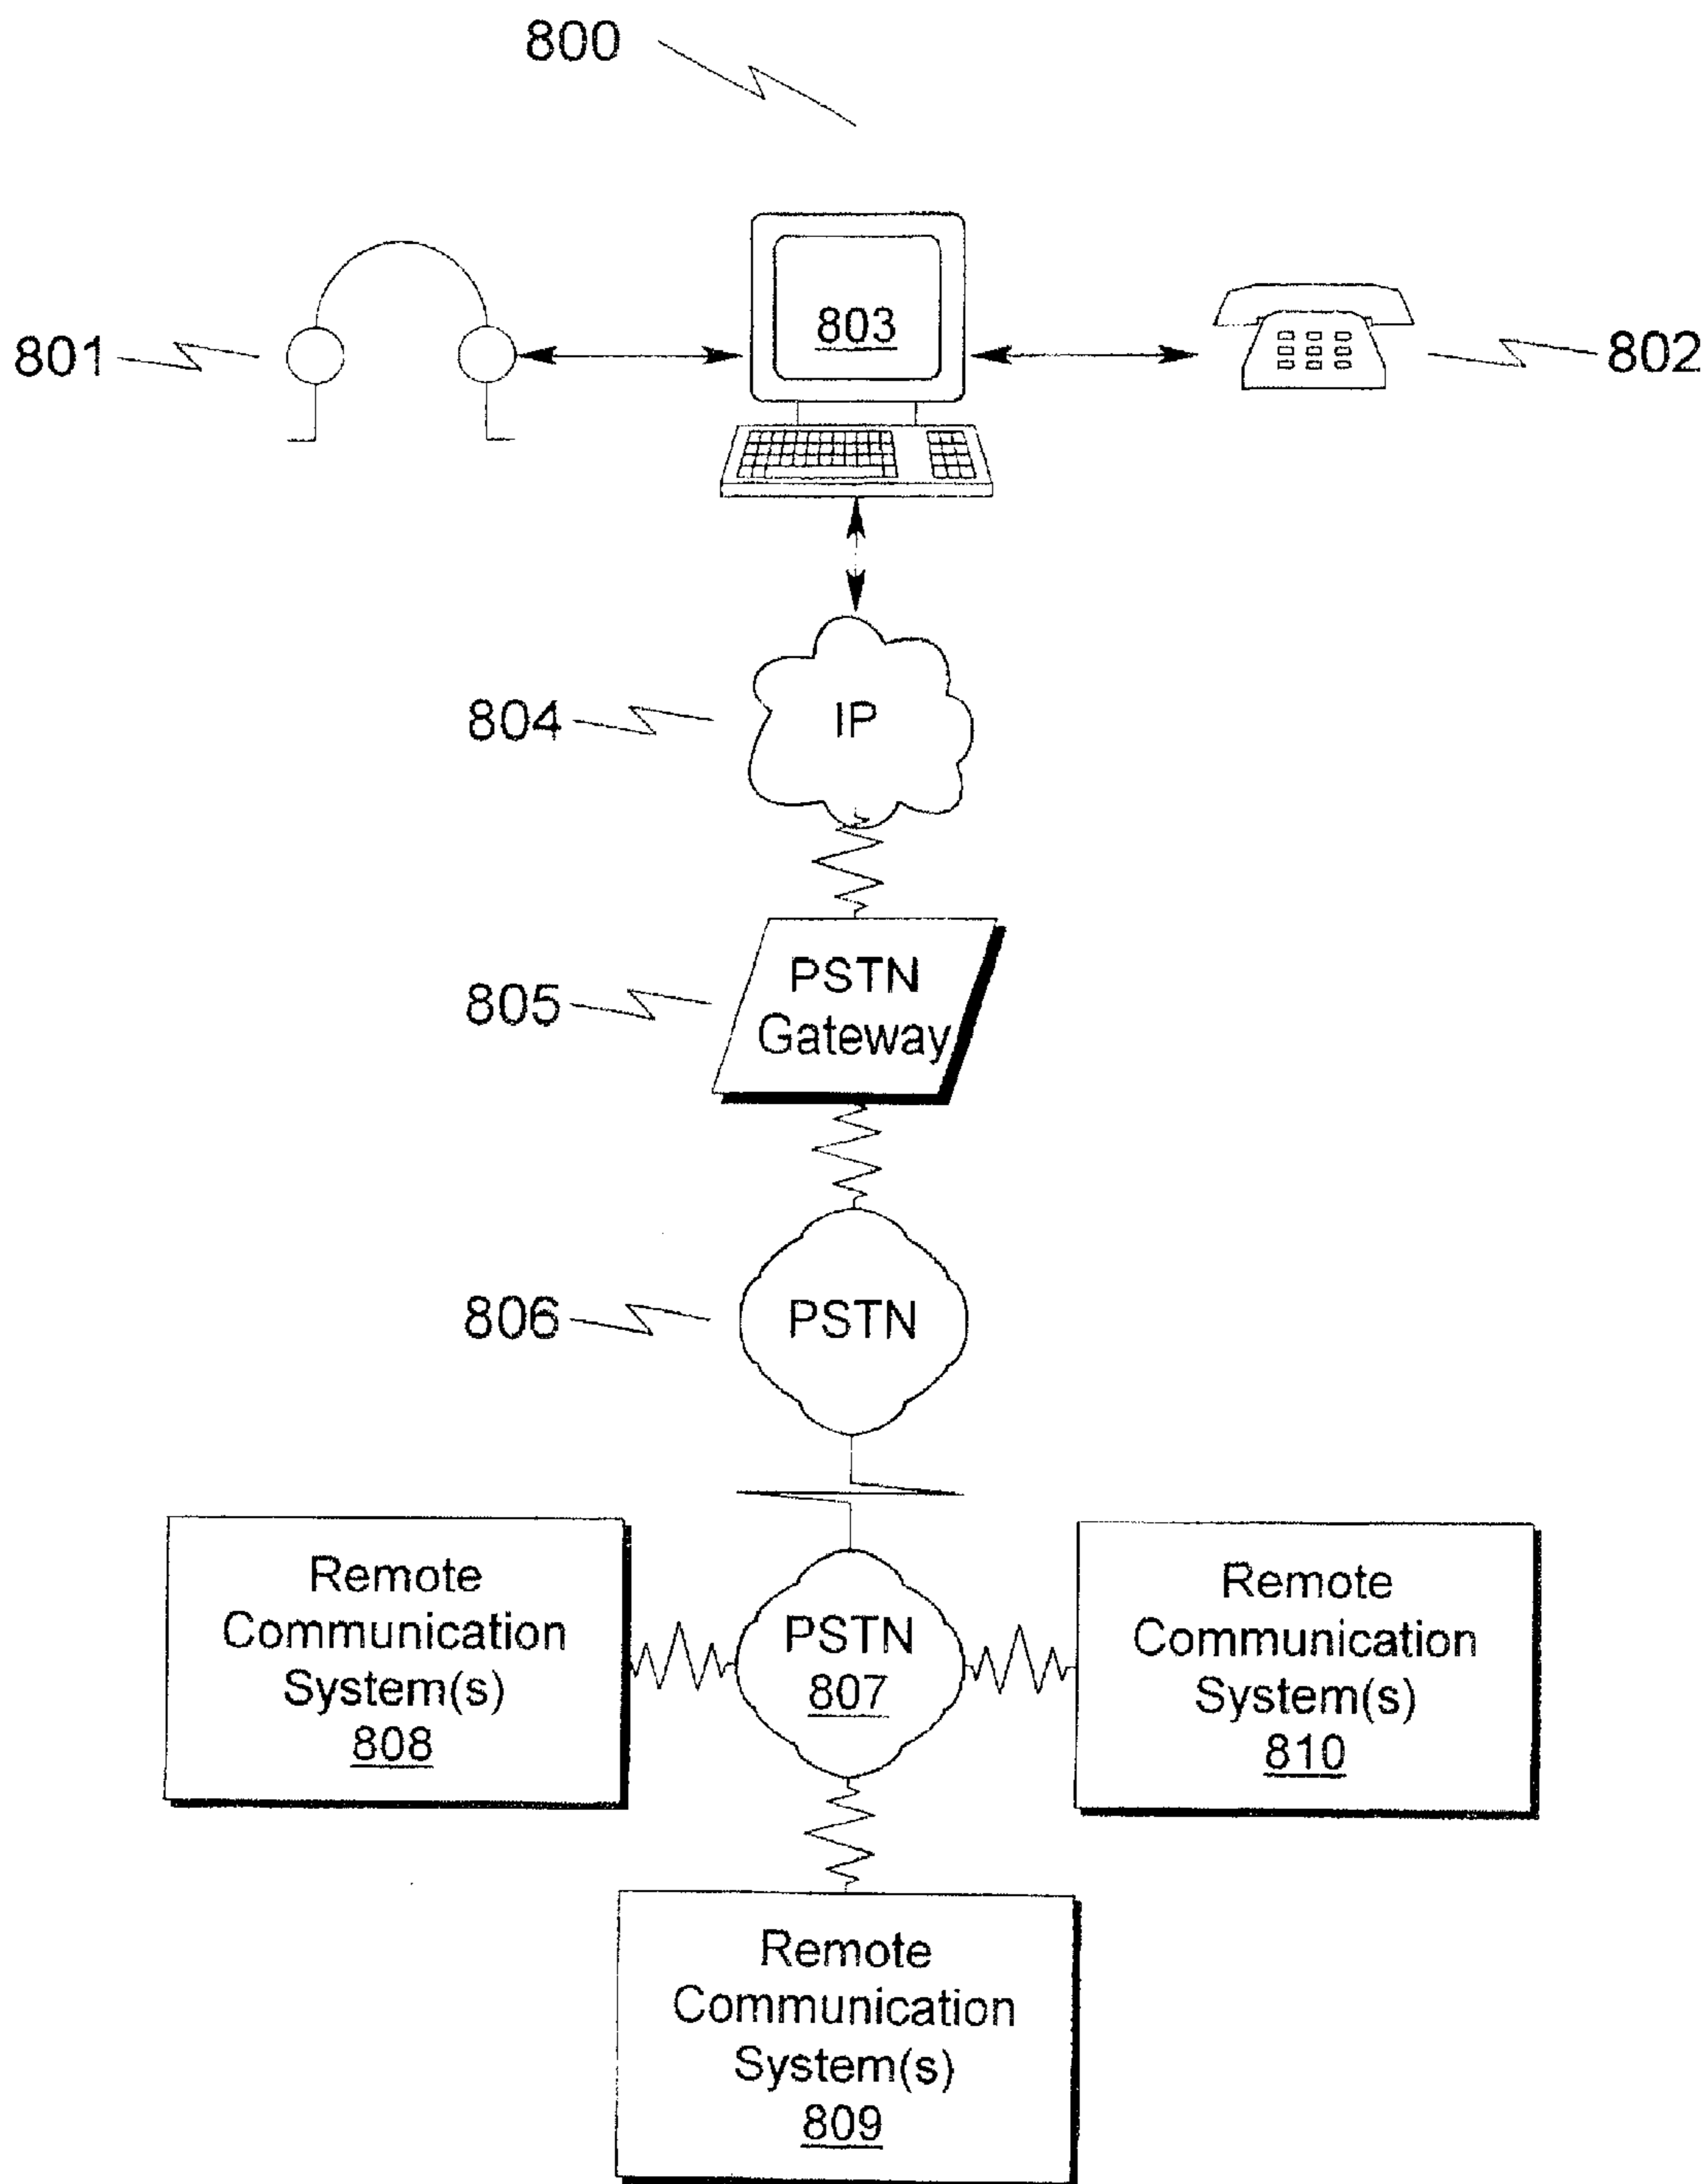 800
801
803
802
804
IP
805
PSTN
Gateway
806
PSTN
Remote
Communication
System(s)
808
PSTN
807
Remote
Communication
System(s)
810
Remote
Communication
System(s)
809